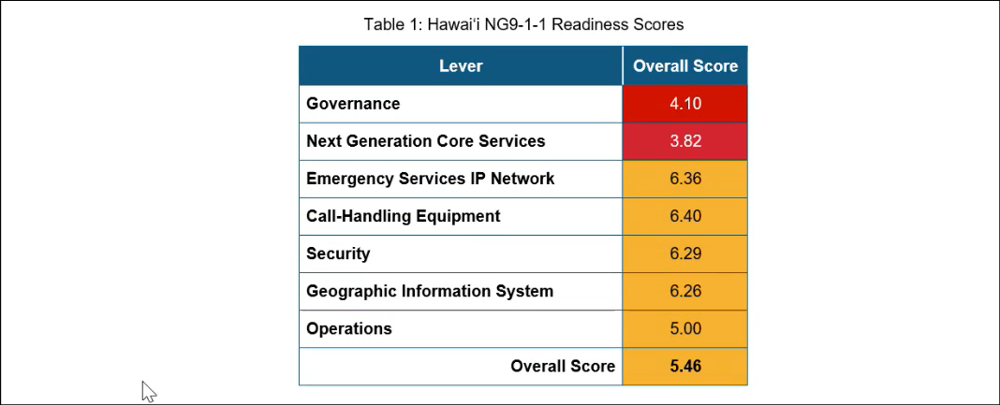 Table 1: Hawaiʻi NG9-1-1 Readiness Scores
Lever Overall Score
Governance 4.10
Next Generation Core Services 3.82
Emergency Services IP Network 6.36
Call-Handling Equipment 6.40
Security 6.29
Geographic Information System 6.26
Operations 5.00
Overall Score 5.46